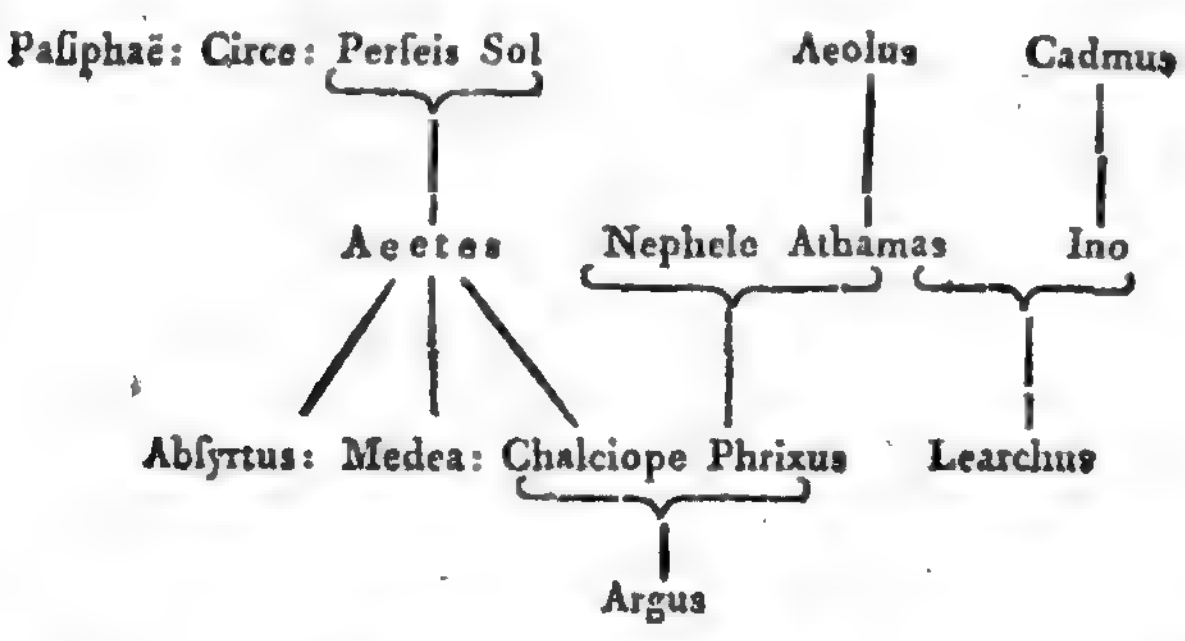 Paſiphaë: Circe: Perſeis Sol Aeolus Cadmus
Aeetes Nephele Athamas Ino
Abſyrtus: Medea: Chalciope Phrixus Learchus
Argus